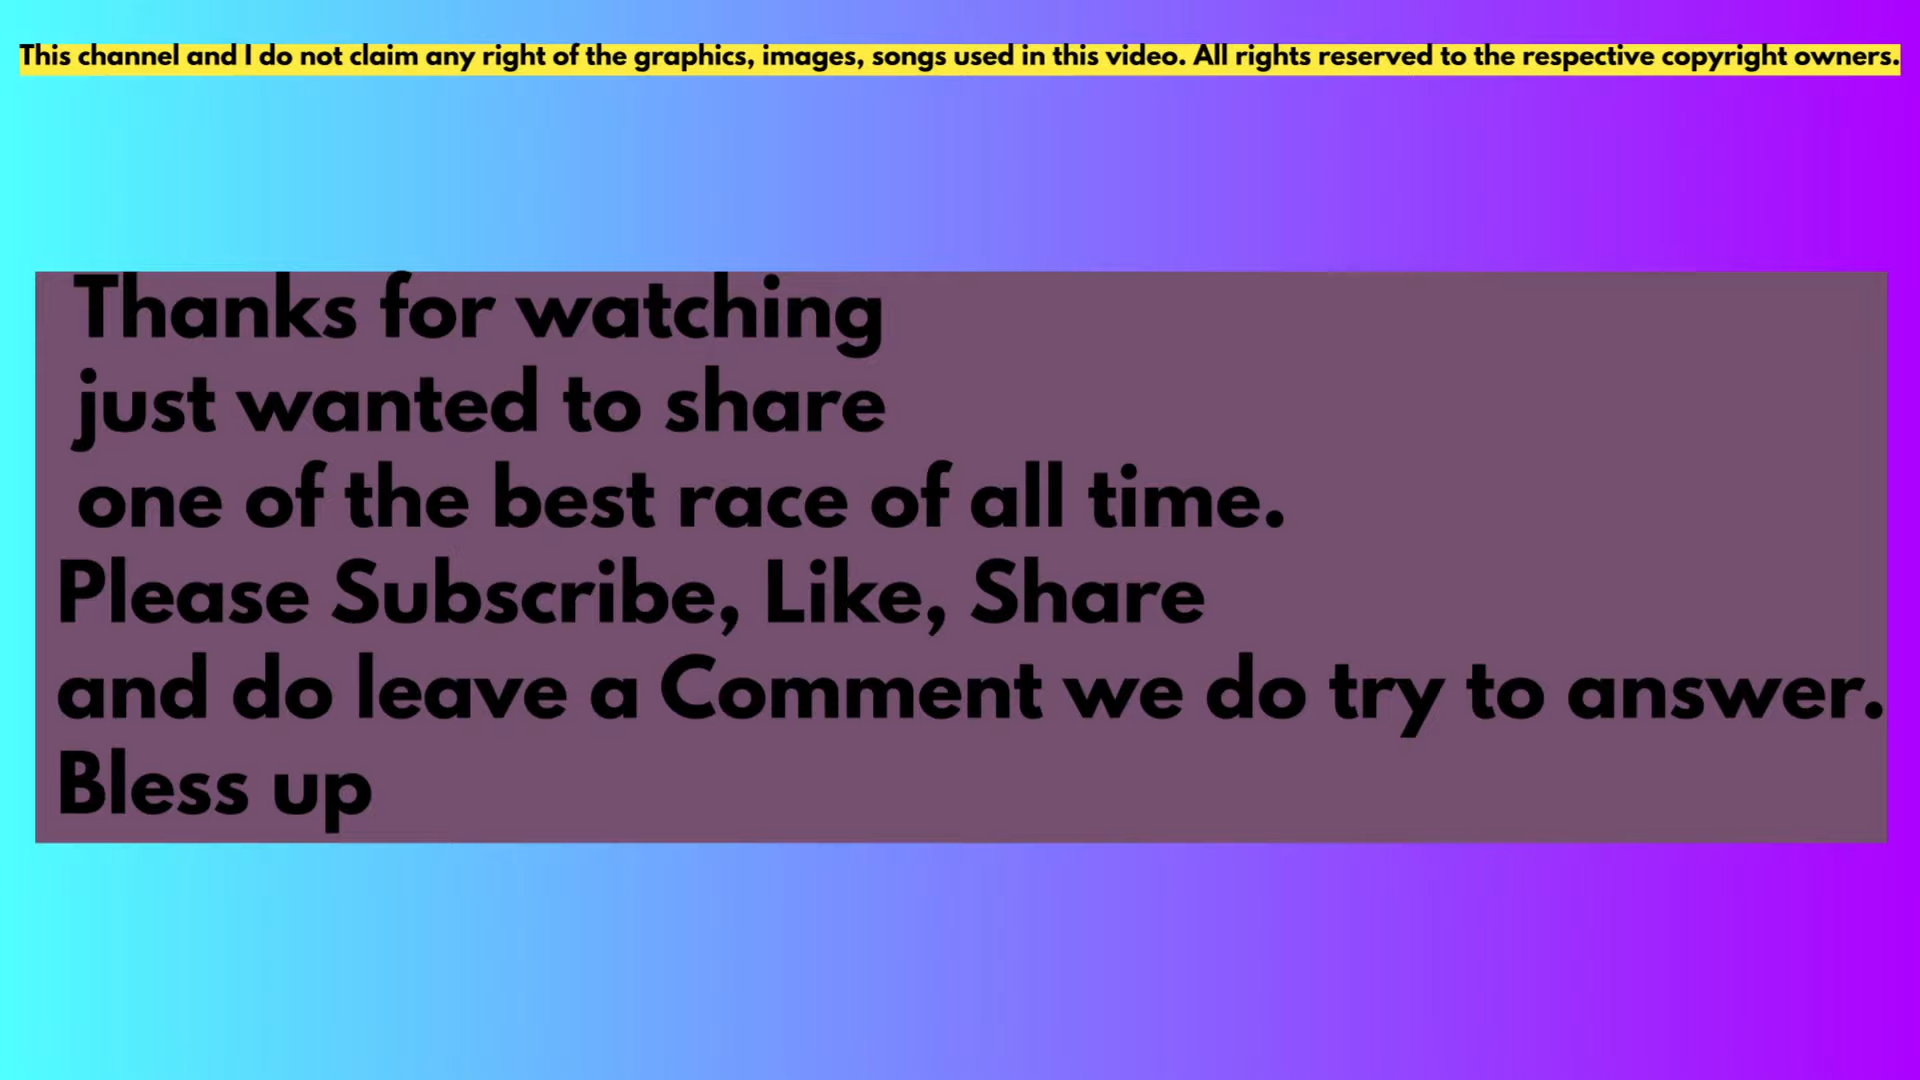 This channel and I do not claim any right of the graphics, images, songs used in this video. All rights reserved to the respective copyright owners.
Thanks for watching
just wanted to share
one of the best race of all time.
Please Subscribe, Like, Share
and do leave a Comment we do try to answer.
Bless up